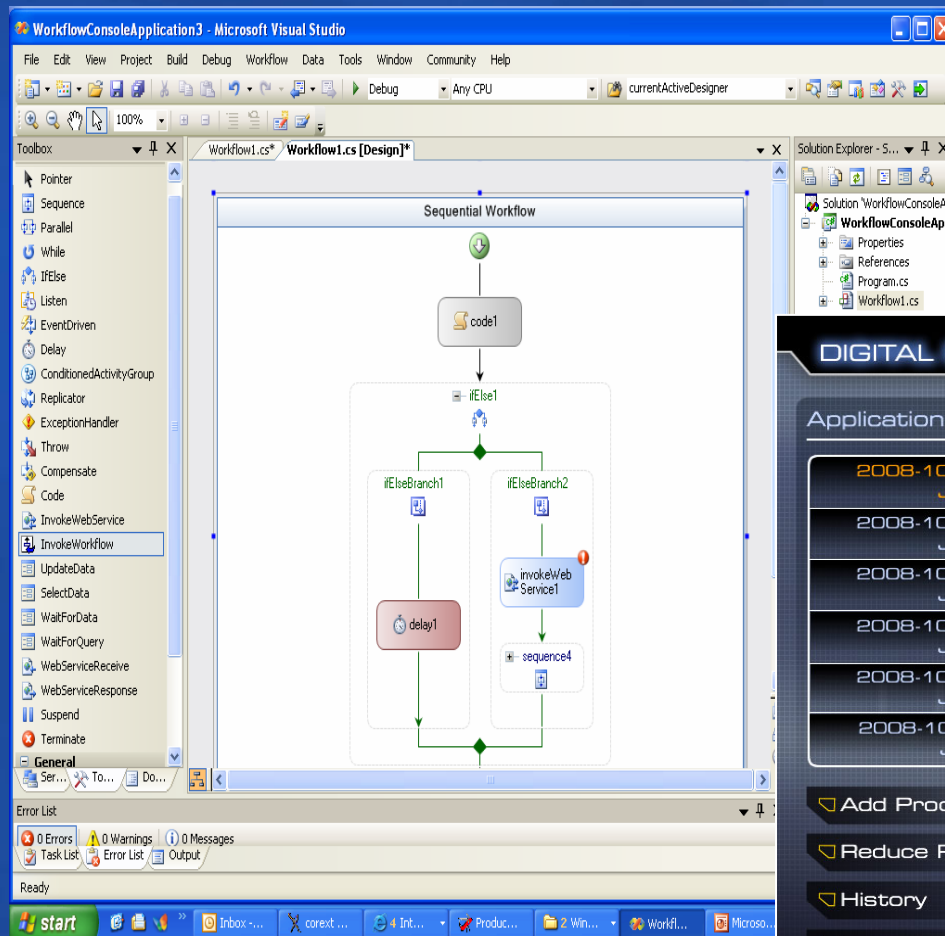 WorkflowConsoleApplication3 - Microsoft Visual Studio
File Edit View Project Build Debug Workflow Data Tools Window Community Help
Debug Any CPU currentActiveDesigner
100%
Toolbox
Workflow1.cs* Workflow1.cs [Design]*
Solution Explorer - S...
Pointer
Sequence
Parallel
While
IfElse
Listen
EventDriven
Delay
ConditionedActivityGroup
Replicator
ExceptionHandler
Throw
Compensate
Code
InvokeWebService
InvokeWorkflow
UpdateData
SelectData
WaitForData
WaitForQuery
WebServiceReceive
WebServiceResponse
Suspend
Terminate
General
Ser... To... Do...
Sequential Workflow
code1
ifElse1
ifElseBranch1 ifElseBranch2
invokeWeb
Service1
delay1
sequence4
Solution 'WorkflowConsoleA
WorkflowConsoleAp
Properties
References
Program.cs
Workflow1.cs
DIGITAL
Application
2008-10
2008-10
2008-10
2008-10
2008-10
2008-10
Add Prod
Reduce
History
Error List
0 Errors 0 Warnings 0 Messages
Task List Error List Output
Ready
start Inbox -... corext ... 4 Int... Produc... 2 Win... Workfl... Microso...